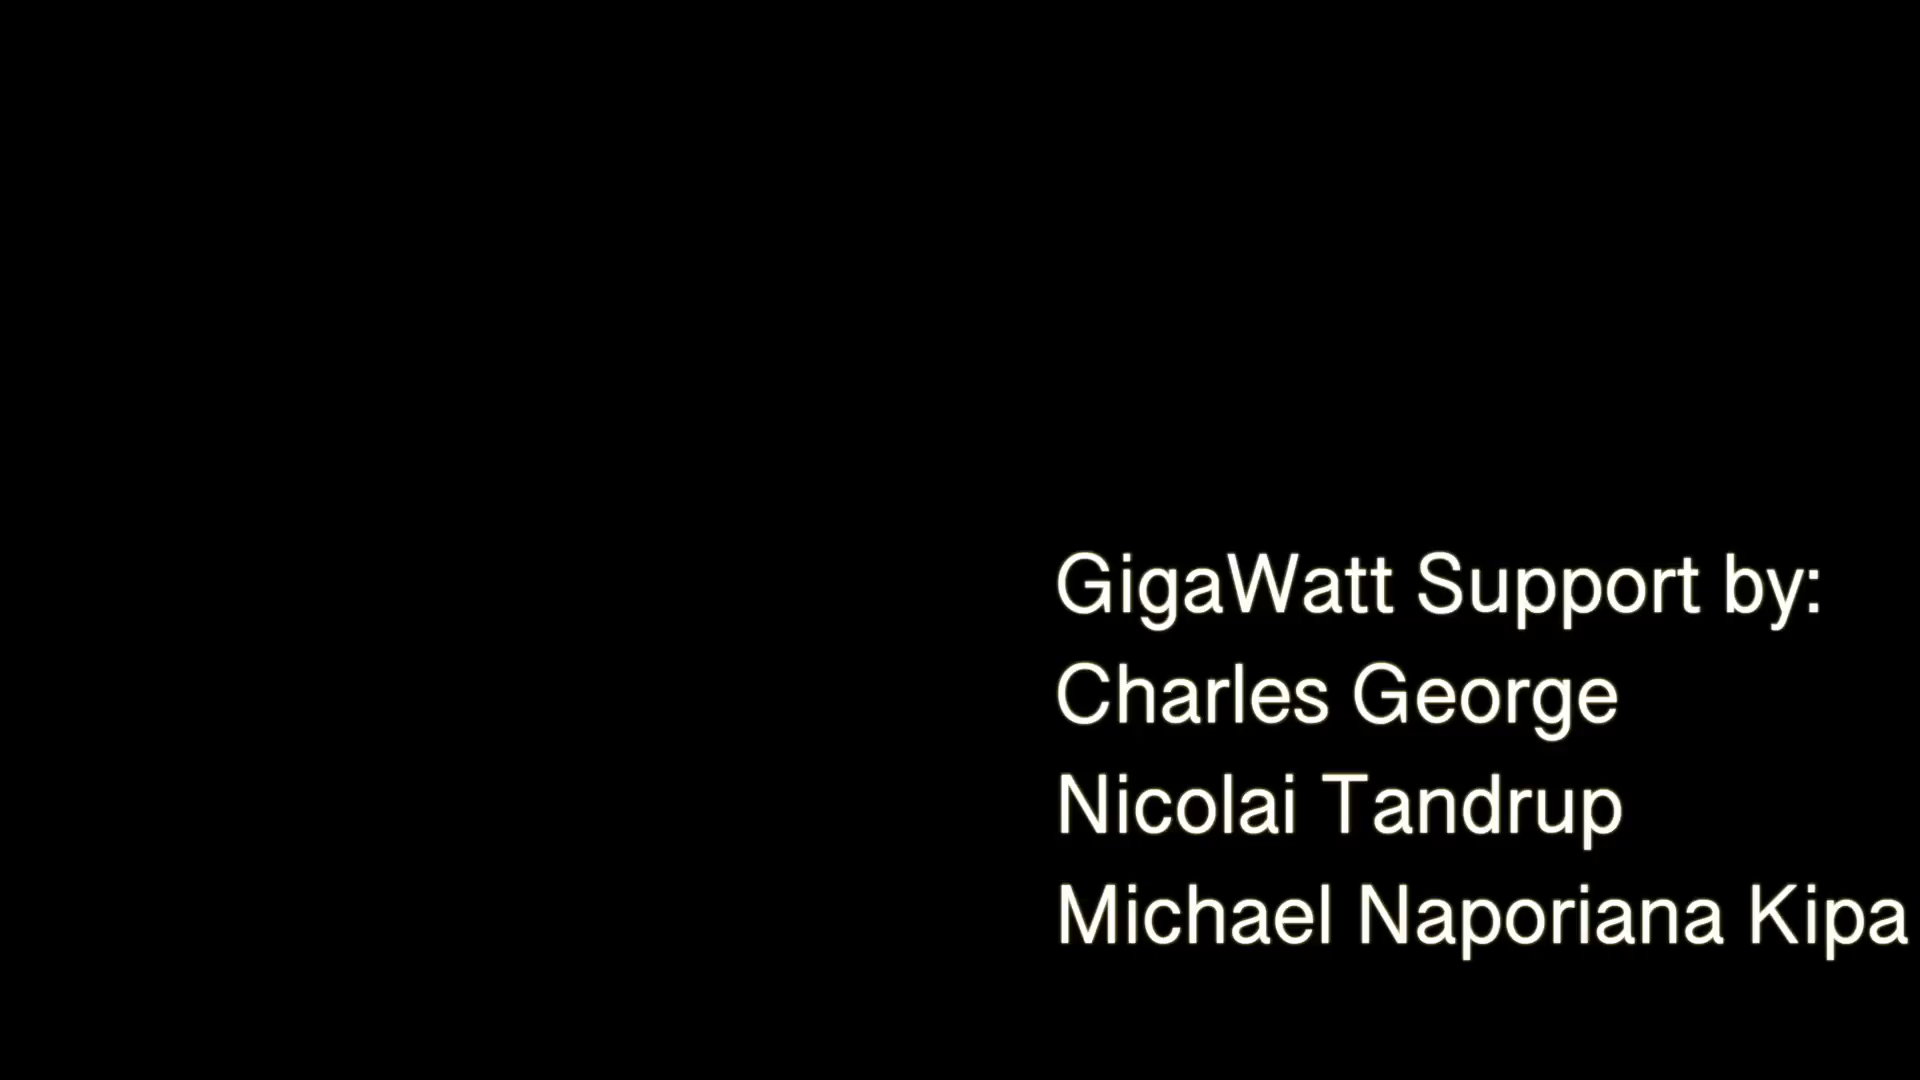 GigaWatt Support by:
Charles George
Nicolai Tandrup
Michael Naporiana Kipa